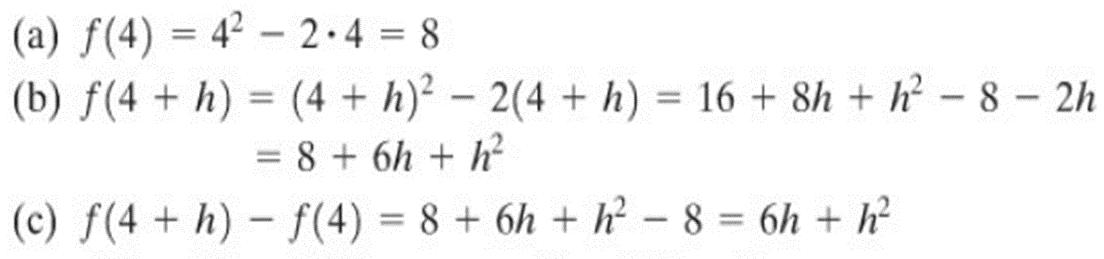 (a) f(4) = 4² − 2 · 4 = 8
(b) f(4 + h) = (4 + h)² − 2(4 + h) = 16 + 8h + h² − 8 − 2h
= 8 + 6h + h²
(c) f(4 + h) − f(4) = 8 + 6h + h² − 8 = 6h + h²